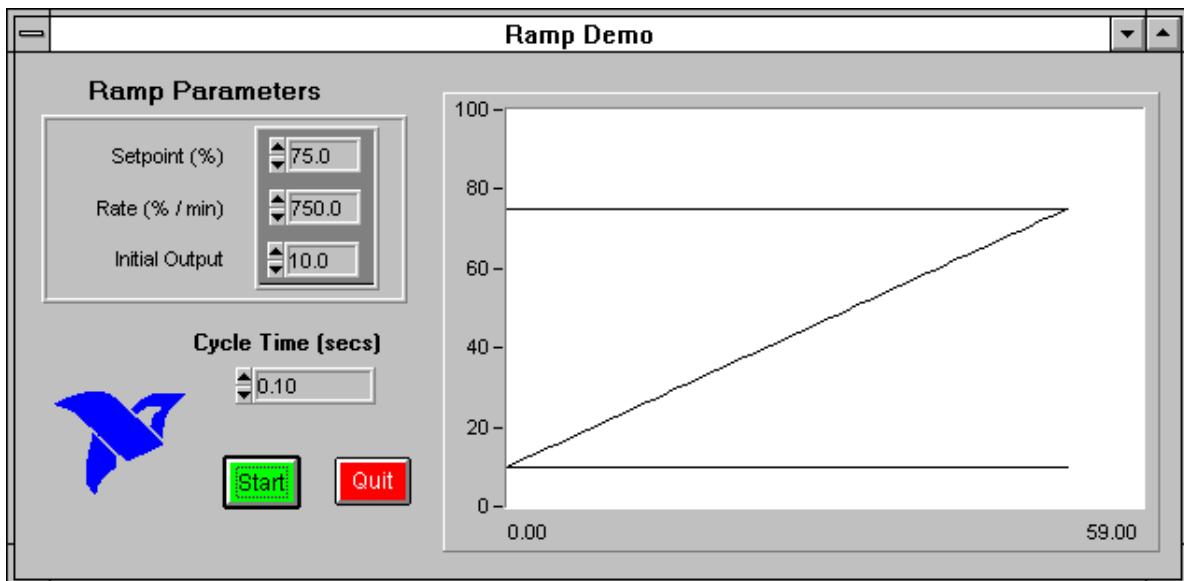 Ramp Demo
Ramp Parameters
Setpoint (%) 75.0
Rate (% / min) 750.0
Initial Output 10.0
Cycle Time (secs)
0.10
Start Quit
100
80
60
40
20
0
0.00 59.00